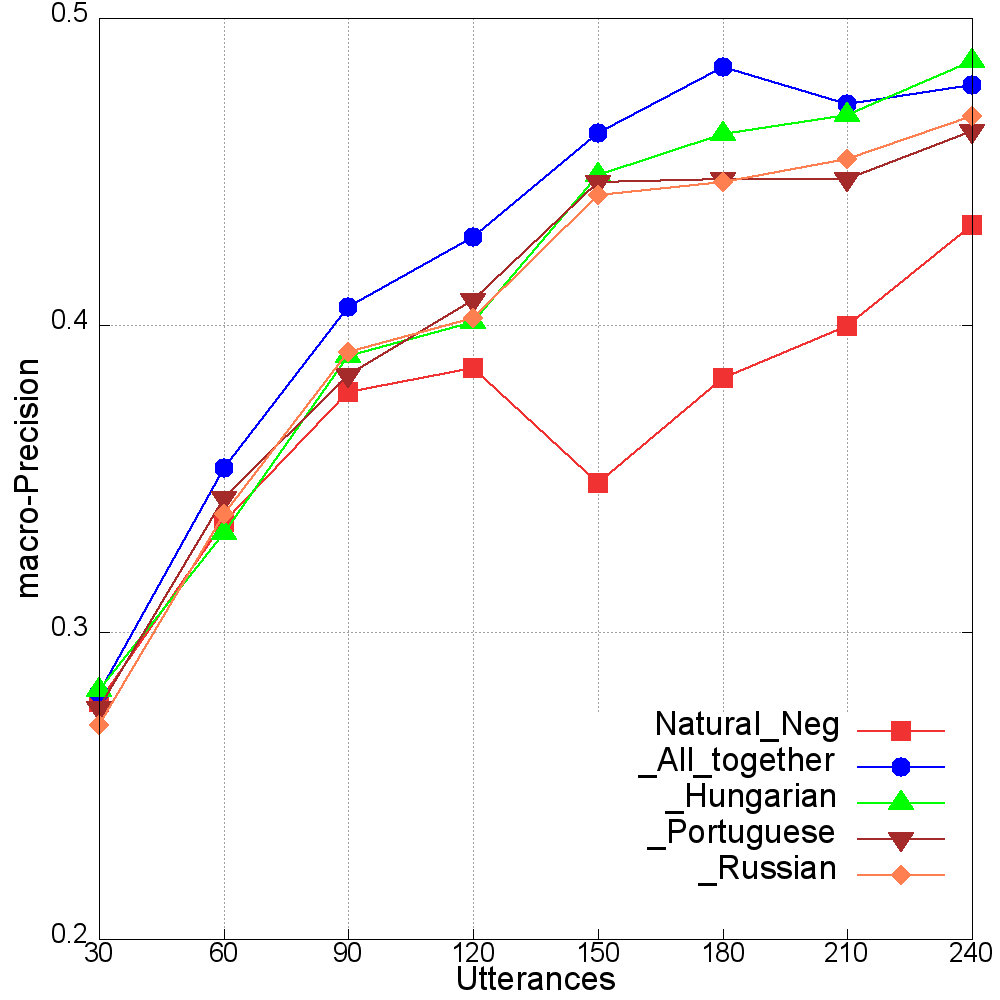 0.5
0.4
0.3
0.2
macro-Precision
Natural_Neg
_All_together
_Hungarian
_Portuguese
_Russian
30 60 90 120 150 180 210 240
Utterances